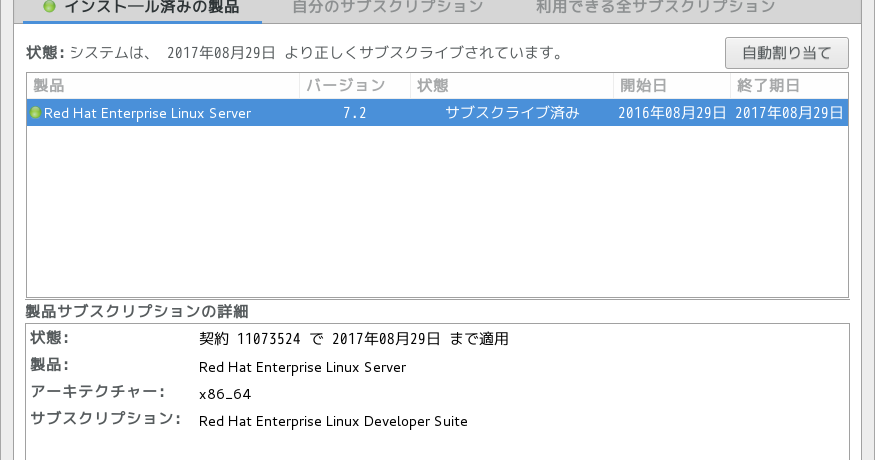 インストール済みの製品 自分のサブスクリプション 利用できる全サブスクリプション
状態: システムは、 2017年08月29日 より正しくサブスクライブされています。 自動割り当て
製品 バージョン 状態 開始日 終了期日
Red Hat Enterprise Linux Server 7.2 サブスクライブ済み 2016年08月29日 2017年08月29日
製品サブスクリプションの詳細
状態: 契約 11073524 で 2017年08月29日 まで適用
製品: Red Hat Enterprise Linux Server
アーキテクチャー: x86_64
サブスクリプション: Red Hat Enterprise Linux Developer Suite